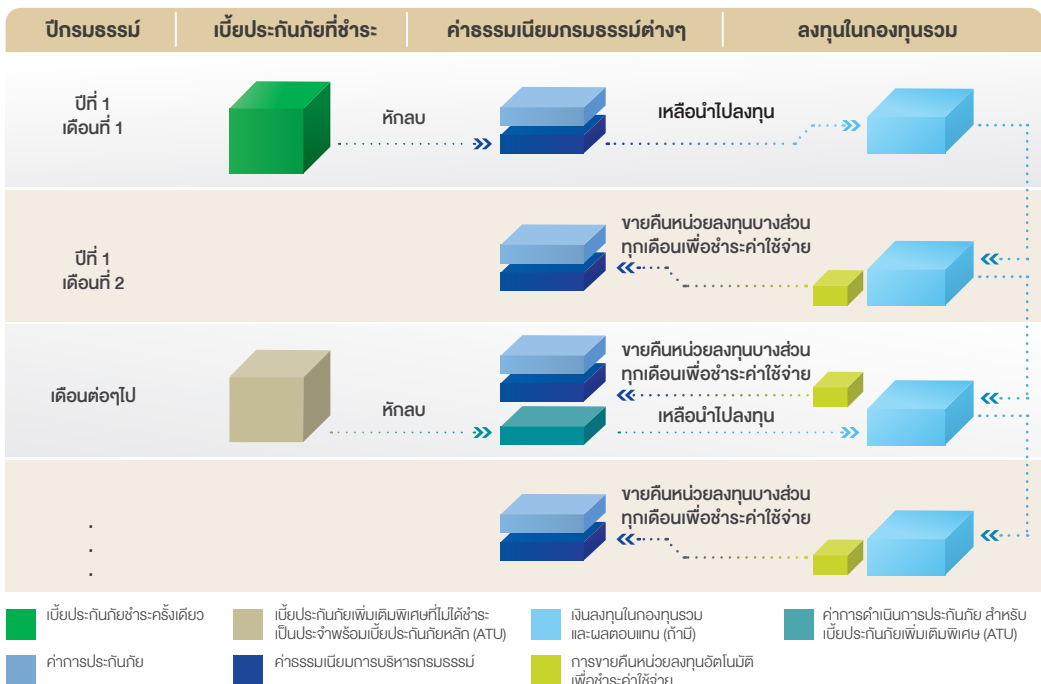 ปีกรมธรรม์
เบี้ยประกันภัยที่ชำระ
ค่าธรรมเนียมกรมธรรม์ต่างๆ
ลงทุนในกองทุนรวม
ปีที่ 1
เดือนที่ 1
หักลบ
เหลือนำไปลงทุน
ปีที่ 1
เดือนที่ 2
ขายคืนหน่วยลงทุนบางส่วน
ทุกเดือนเพื่อชำระค่าใช้จ่าย
เดือนต่อๆไป
หักลบ
ขายคืนหน่วยลงทุนบางส่วน
ทุกเดือนเพื่อชำระค่าใช้จ่าย
เหลือนำไปลงทุน
.
.
.
ขายคืนหน่วยลงทุนบางส่วน
ทุกเดือนเพื่อชำระค่าใช้จ่าย
เบี้ยประกันภัยชำระครั้งเดียว
เบี้ยประกันภัยเพิ่มเติมพิเศษที่ไม่ได้ชำระ
เป็นประจำพร้อมเบี้ยประกันภัยหลัก (ATU)
เงินลงทุนในกองทุนรวม
และผลตอบแทน (ถ้ามี)
ค่าการดำเนินการประกันภัย สำหรับ
เบี้ยประกันภัยเพิ่มเติมพิเศษ (ATU)
ค่าการประกันภัย
ค่าธรรมเนียมการบริหารกรมธรรม์
การขายคืนหน่วยลงทุนอัตโนมัติ
เพื่อชำระค่าใช้จ่าย